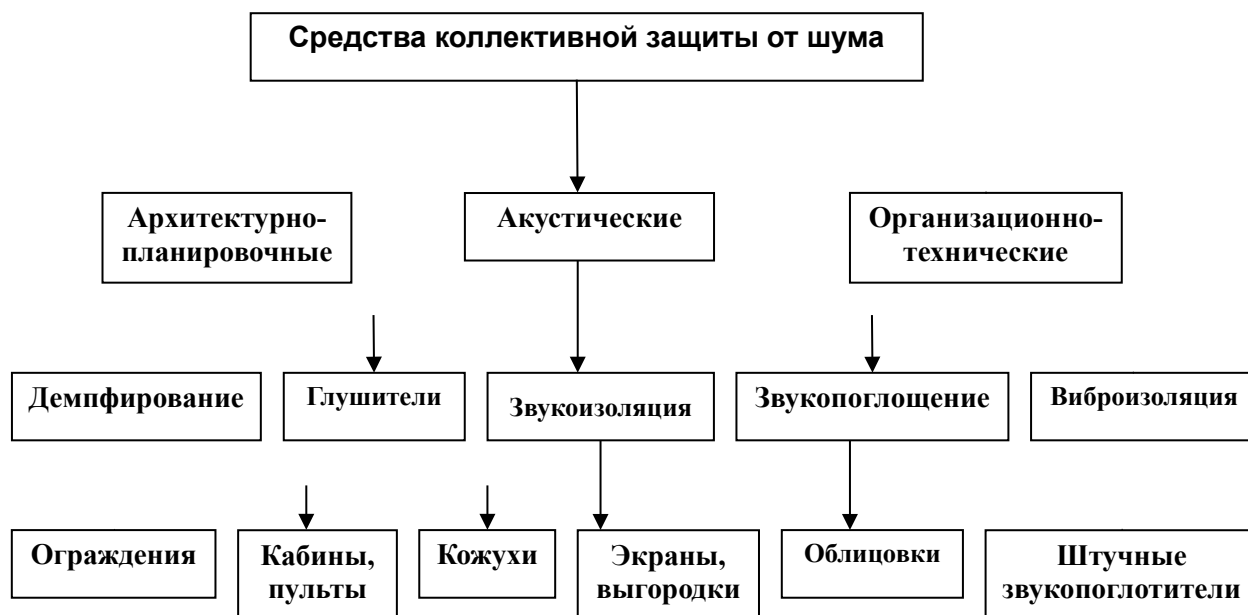 Средства коллективной защиты от шума
Архитектурно-
планировочные
Акустические
Организационно-
технические
Демпфирование
Глушители
Звукоизоляция
Звукопоглощение
Виброизоляция
Ограждения
Кабины,
пульты
Кожухи
Экраны,
выгородки
Облицовки
Штучные
звукопоглотители